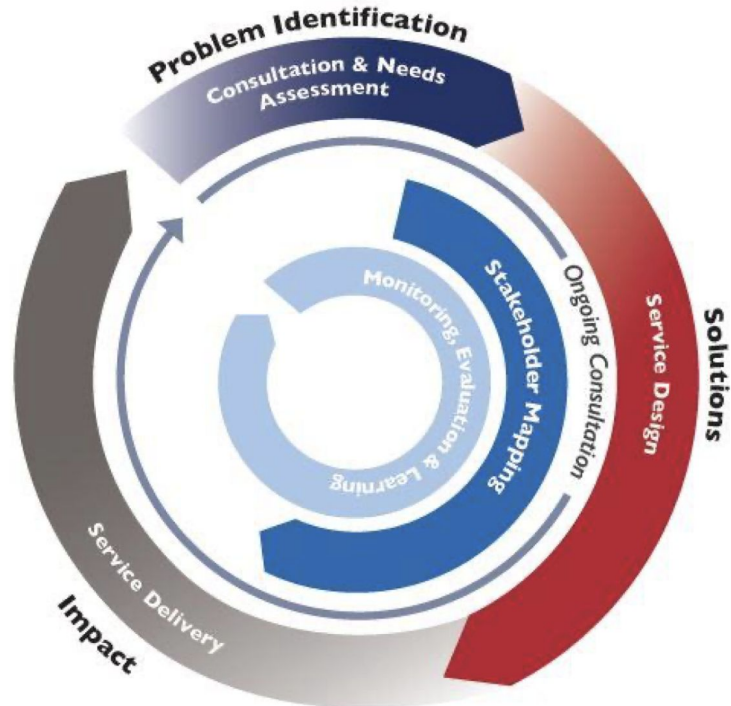 Problem Identification
Consultation & Needs
Assessment
Solutions
Service Design
Ongoing Consultation
Stakeholder Mapping
Monitoring, Evaluation & Learning
Service Delivery
Impact